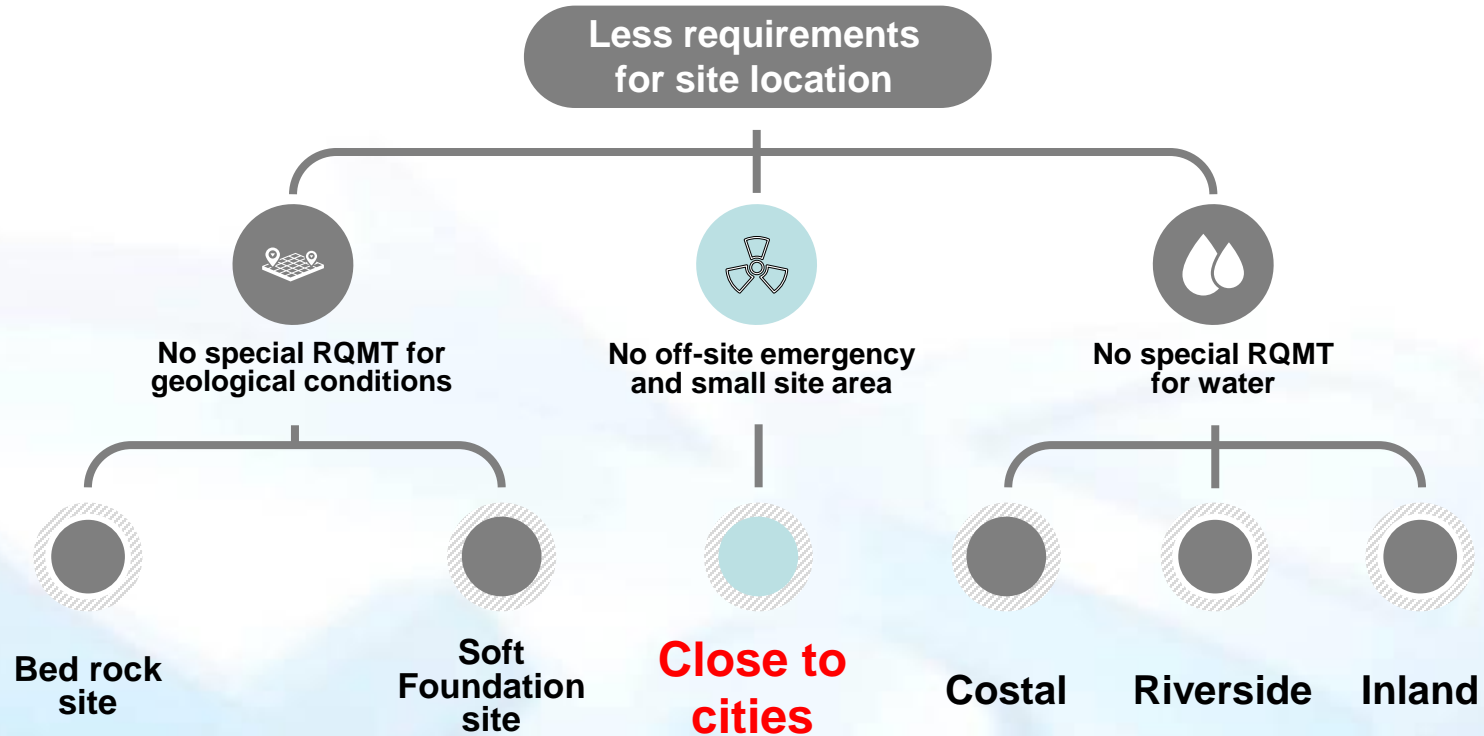 Less requirements
for site location
No special RQMT for
geological conditions
No off-site emergency
and small site area
No special RQMT
for water
Bed rock
site
Soft
Foundation
site
Close to
cities
Costal
Riverside
Inland